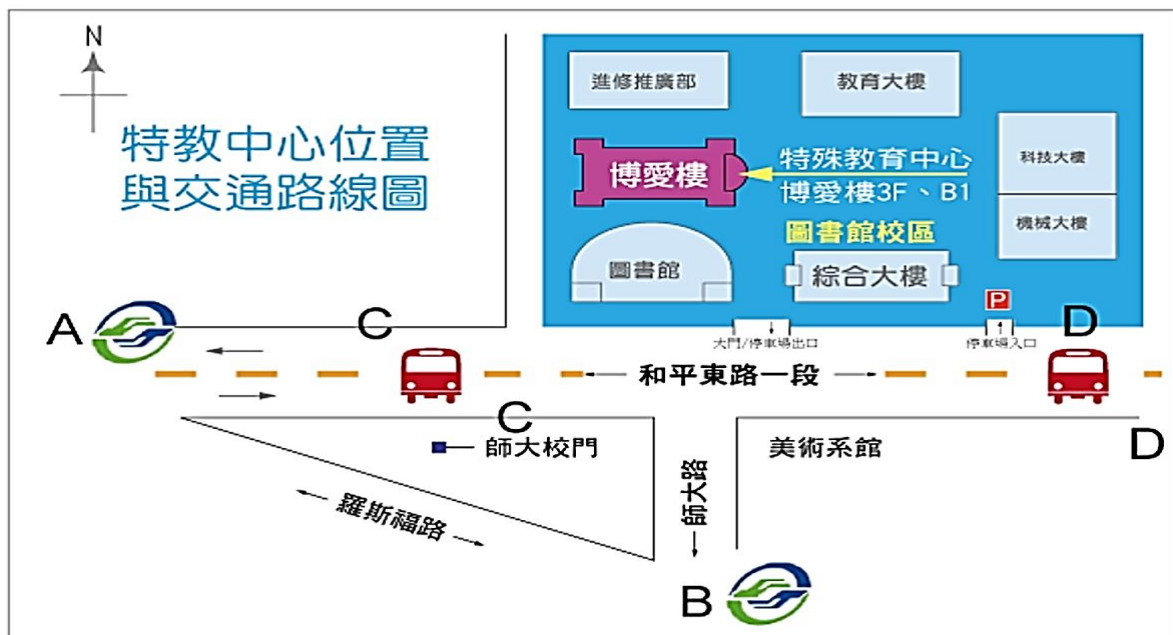 N
特教中心位置
與交通路線圖
進修推廣部
教育大樓
博愛樓
特殊教育中心
博愛樓3F、B1
科技大樓
機械大樓
圖書館校區
圖書館
綜合大樓
P
A
C
D
大門/停車場出口
停車場入口
和平東路一段
C
D
師大校門
美術系館
師大路
羅斯福路
B